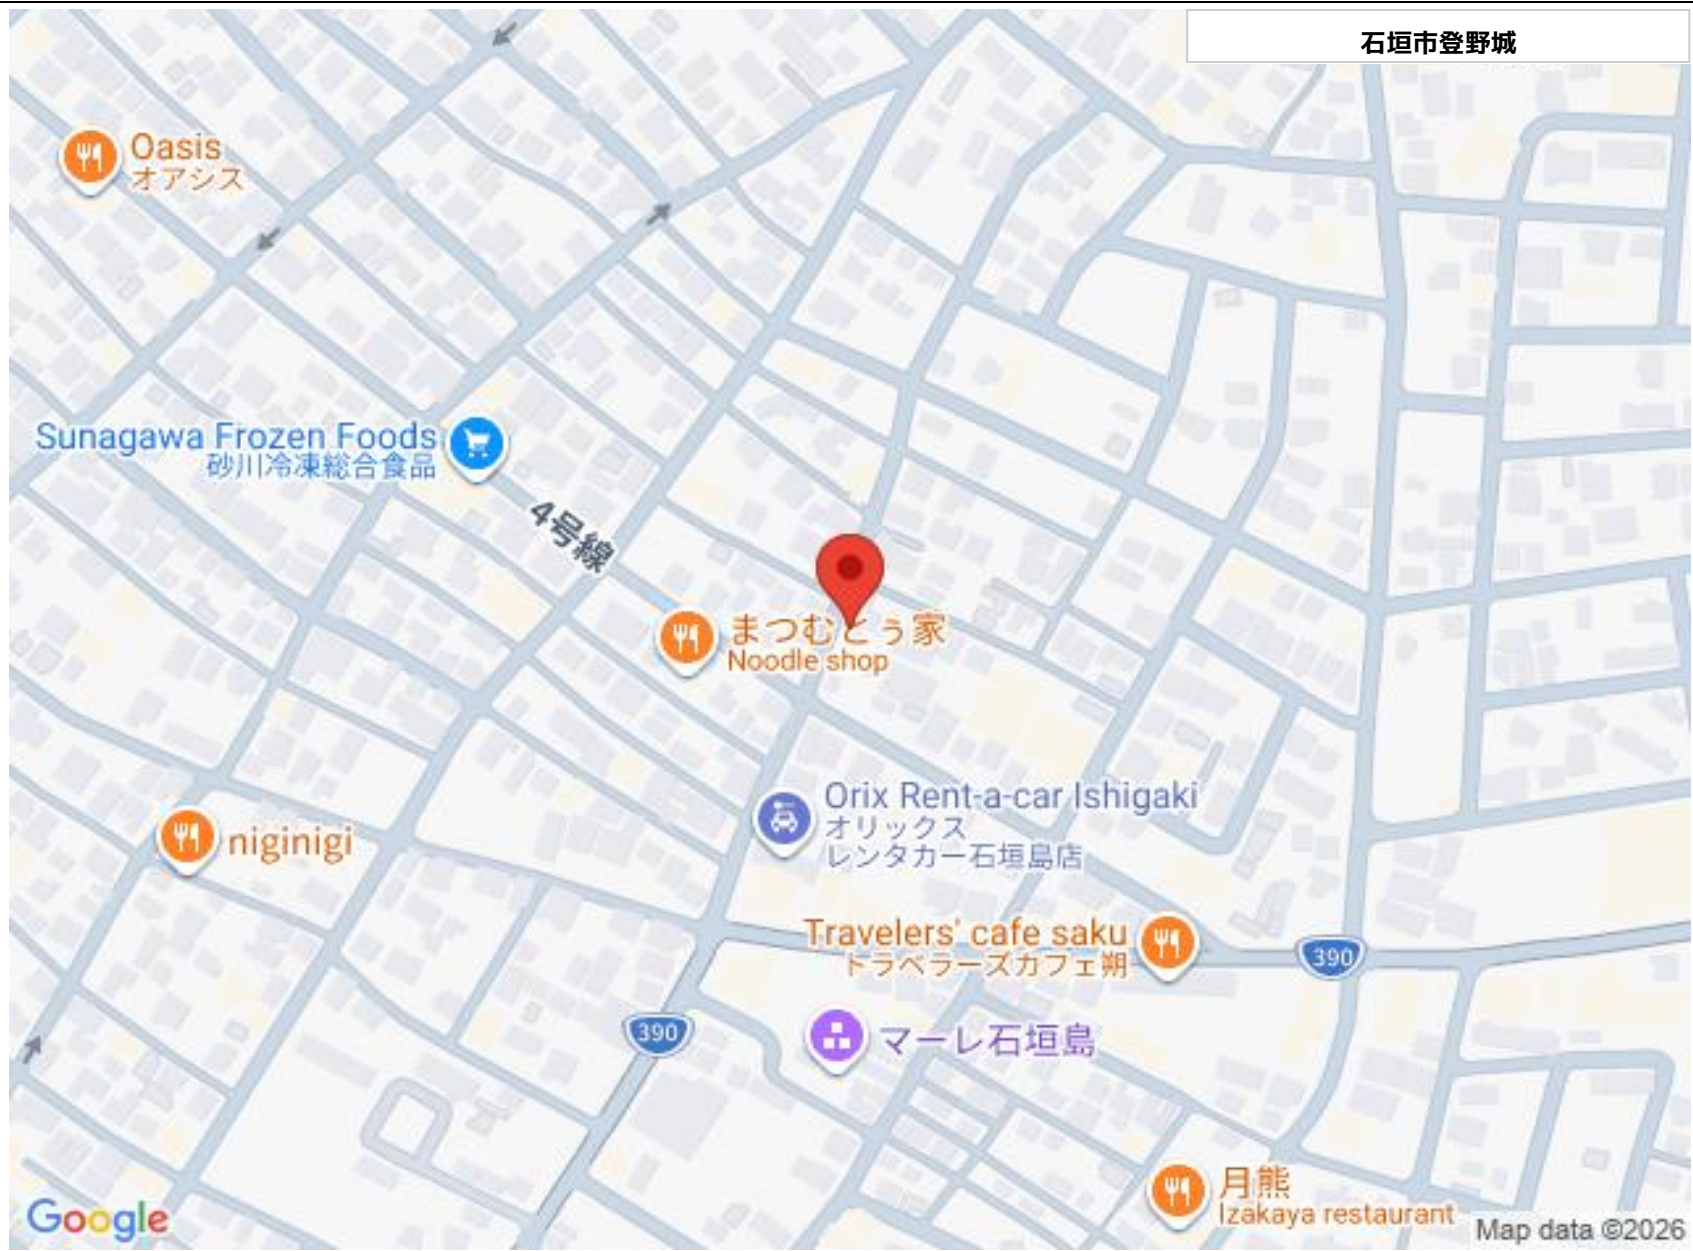 石垣市登野城
Oasis
オアシス
Sunagawa Frozen Foods
砂川冷凍総合食品
4号線
まつむとぅ家
Noodle shop
Orix Rent-a-car Ishigaki
オリックス
レンタカー石垣島店
niginigi
Travelers' cafe saku
トラベラーズカフェ朔
390
390
マーレ石垣島
月熊
Izakaya restaurant
Google
Map data ©2026